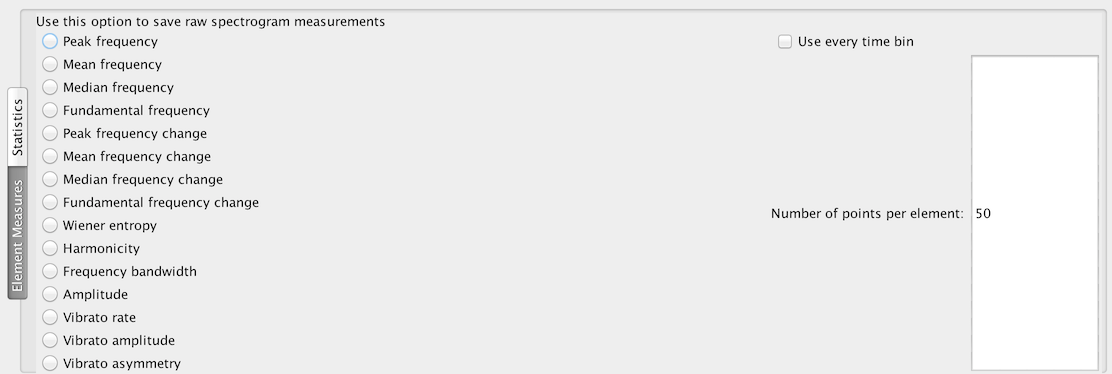 Use this option to save raw spectrogram measurements
Peak frequency
Use every time bin
Mean frequency
Median frequency
Fundamental frequency
Peak frequency change
Mean frequency change
Median frequency change
Fundamental frequency change
Number of points per element: 50
Wiener entropy
Harmonicity
Frequency bandwidth
Amplitude
Vibrato rate
Vibrato amplitude
Vibrato asymmetry
Statistics
Element Measures